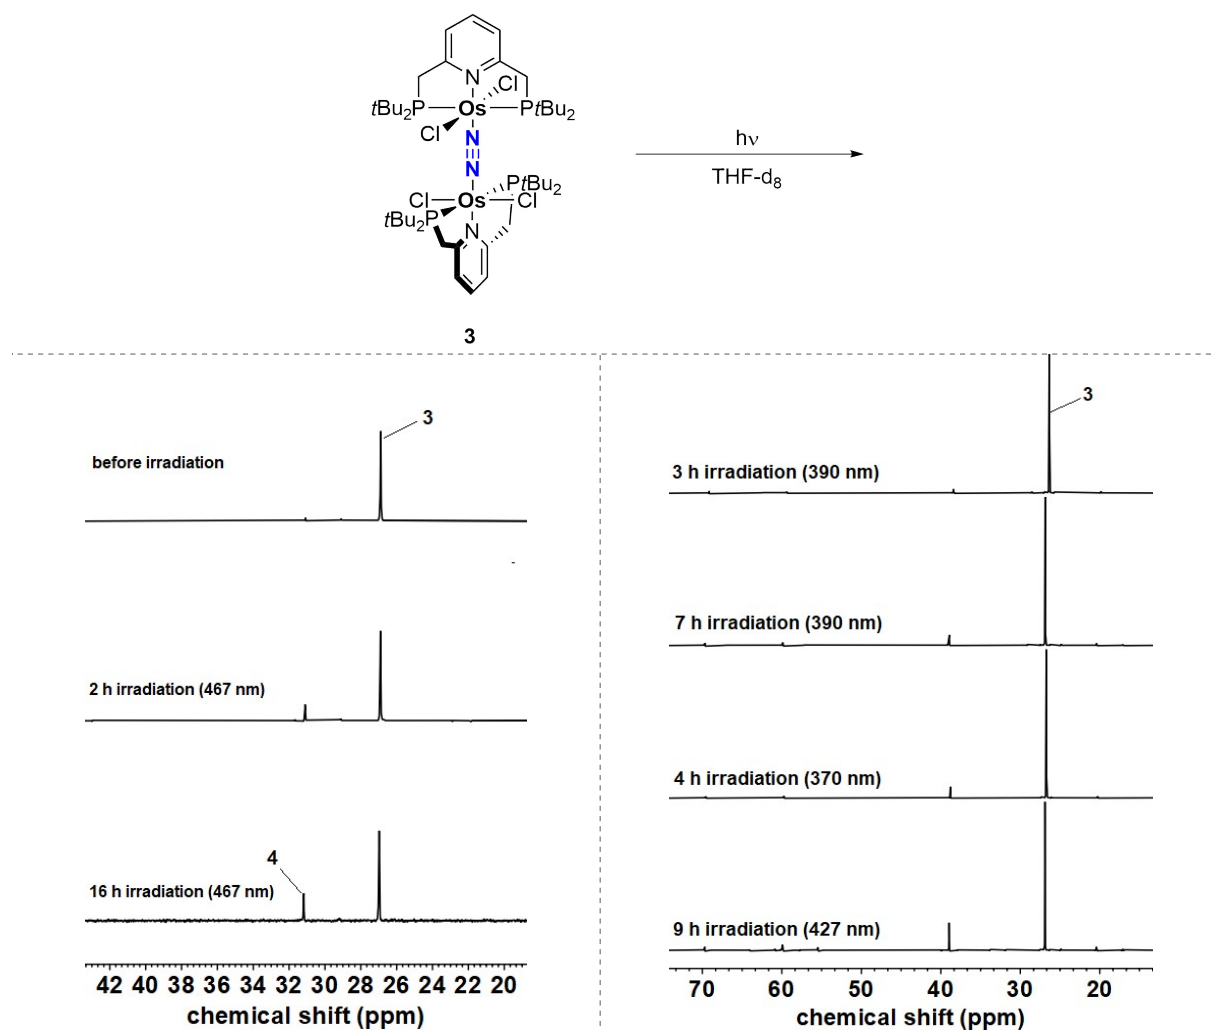 N
Cl
tBu₂P Os PtBu₂
Cl
N
N
PtBu₂
Cl Os Cl
tBu₂P
N
3
hν
THF-d₈
3
before irradiation
2 h irradiation (467 nm)
4
16 h irradiation (467 nm)
42 40 38 36 34 32 30 28 26 24 22 20
chemical shift (ppm)
3
3 h irradiation (390 nm)
7 h irradiation (390 nm)
4 h irradiation (370 nm)
9 h irradiation (427 nm)
70 60 50 40 30 20
chemical shift (ppm)